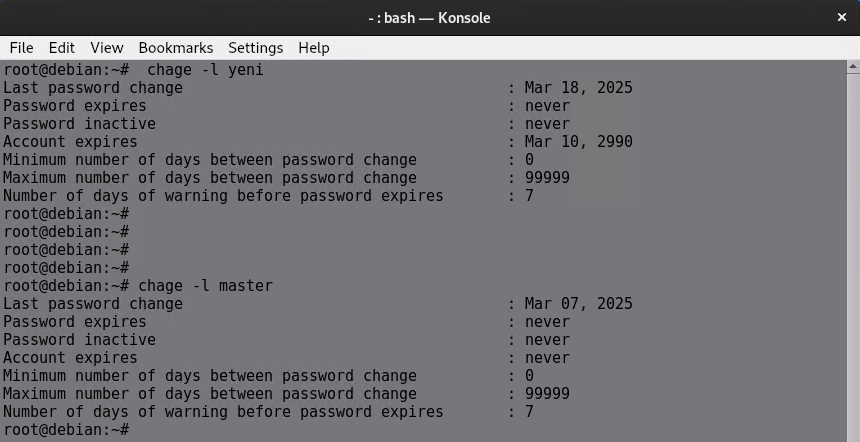 - : bash — Konsole
File Edit View Bookmarks Settings Help
root@debian:~#  chage -l yeni
Last password change                                    : Mar 18, 2025
Password expires                                        : never
Password inactive                                       : never
Account expires                                         : Mar 10, 2990
Minimum number of days between password change          : 0
Maximum number of days between password change          : 99999
Number of days of warning before password expires       : 7
root@debian:~#
root@debian:~#
root@debian:~#
root@debian:~#
root@debian:~# chage -l master
Last password change                                    : Mar 07, 2025
Password expires                                        : never
Password inactive                                       : never
Account expires                                         : never
Minimum number of days between password change          : 0
Maximum number of days between password change          : 99999
Number of days of warning before password expires       : 7
root@debian:~#